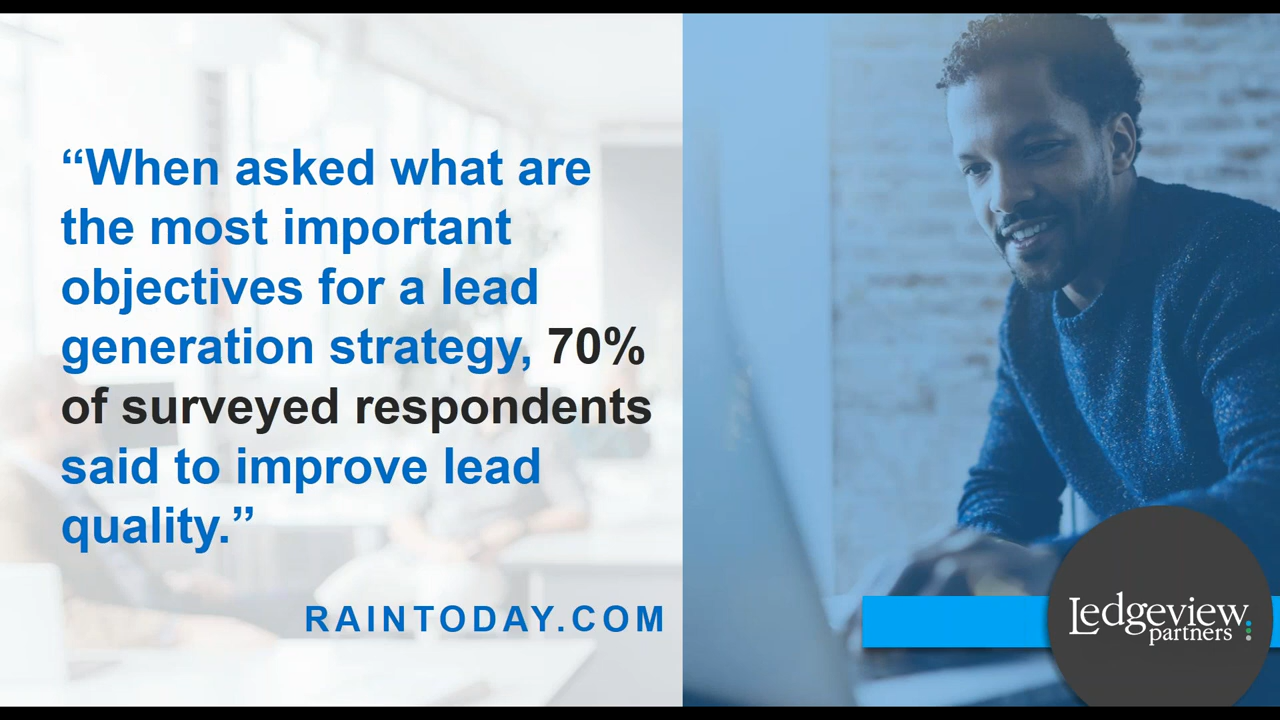 “When asked what are
the most important
objectives for a lead
generation strategy, 70%
of surveyed respondents
said to improve lead
quality.”
RAINTODAY.COM
Ledgeview
partners